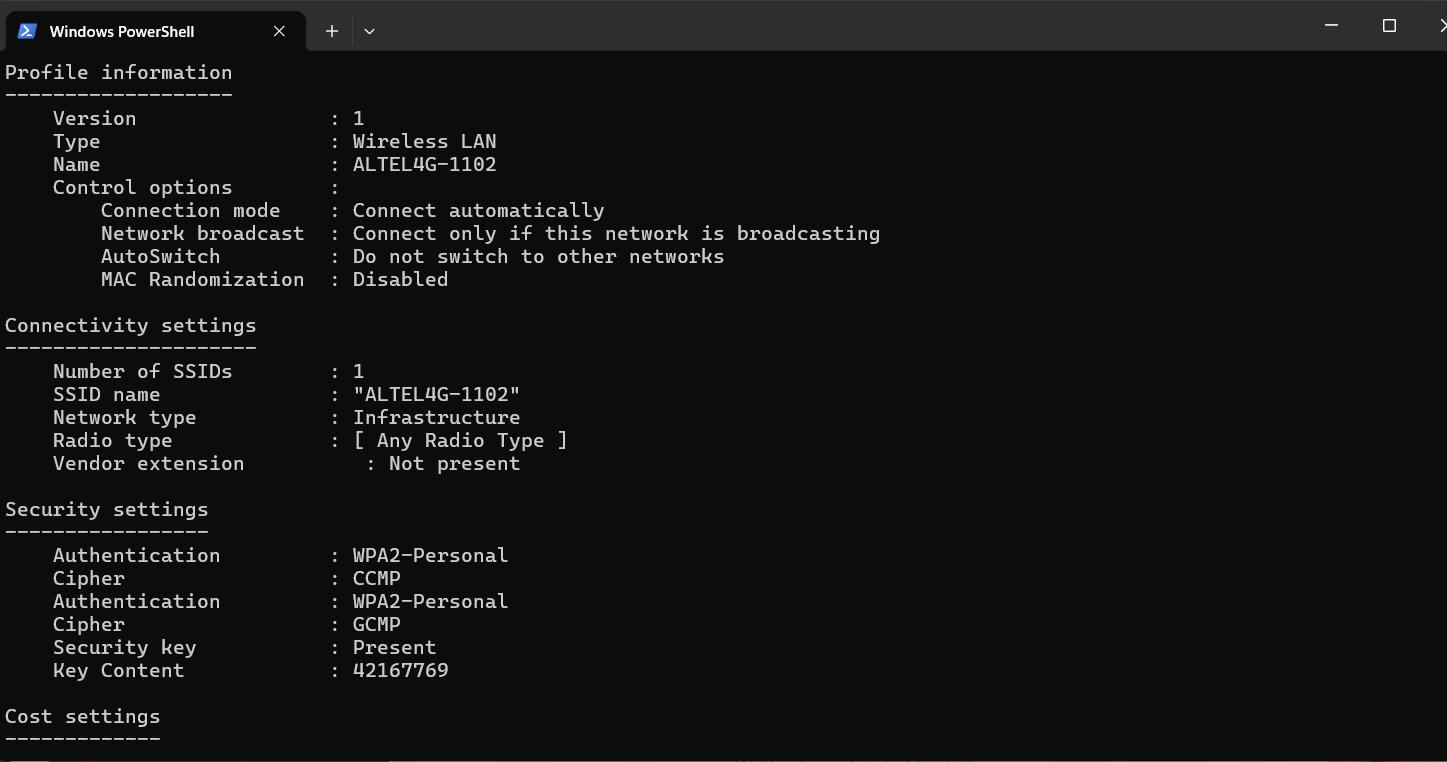 Windows PowerShell
Profile information
-------------------
    Version                : 1
    Type                   : Wireless LAN
    Name                   : ALTEL4G-1102
    Control options        :
        Connection mode    : Connect automatically
        Network broadcast  : Connect only if this network is broadcasting
        AutoSwitch         : Do not switch to other networks
        MAC Randomization  : Disabled

Connectivity settings
---------------------
    Number of SSIDs        : 1
    SSID name              : "ALTEL4G-1102"
    Network type           : Infrastructure
    Radio type             : [ Any Radio Type ]
    Vendor extension          : Not present

Security settings
-----------------
    Authentication         : WPA2-Personal
    Cipher                 : CCMP
    Authentication         : WPA2-Personal
    Cipher                 : GCMP
    Security key           : Present
    Key Content            : 42167769

Cost settings
-------------